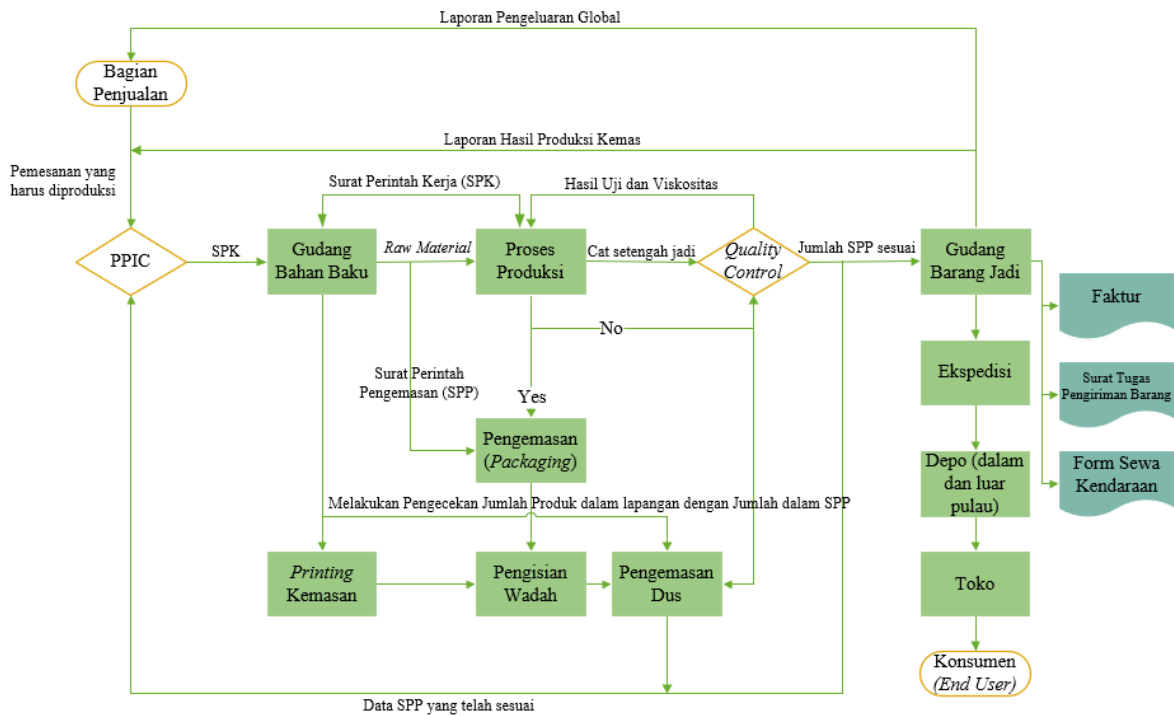 Laporan Pengeluaran Global
Bagian
Penjualan
Laporan Hasil Produksi Kemas
Pemesanan yang
harus diproduksi
Surat Perintah Kerja (SPK)
Hasil Uji dan Viskositas
PPIC
SPK
Gudang
Bahan Baku
Raw Material
Proses
Produksi
Cat setengah jadi
Quality
Control
Jumlah SPP sesuai
Gudang
Barang Jadi
Faktur
No
Surat Perintah
Pengemasan (SPP)
Yes
Ekspedisi
Surat Tugas
Pengiriman Barang
Pengemasan
(Packaging)
Depo (dalam
dan luar
pulau)
Form Sewa
Kendaraan
Melakukan Pengecekan Jumlah Produk dalam lapangan dengan Jumlah dalam SPP
Printing
Kemasan
Pengisian
Wadah
Pengemasan
Dus
Toko
Konsumen
(End User)
Data SPP yang telah sesuai